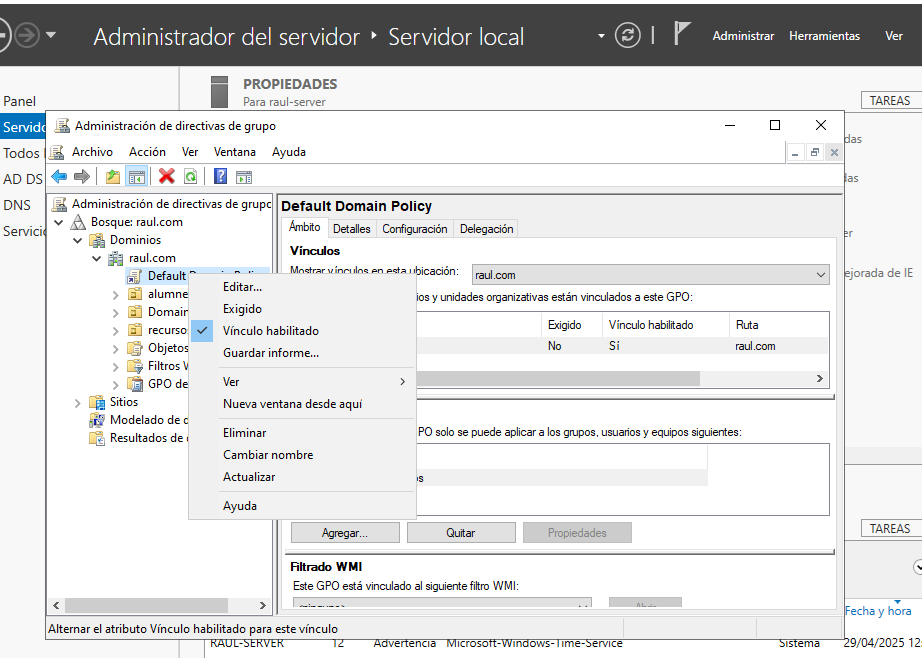 Administrador del servidor ‣ Servidor local
Administrar Herramientas Ver
Panel
Servido
Todos
AD DS
DNS
Servicio
PROPIEDADES
Para raul-server
TAREAS
das
das
er
ejorada de IE
Administración de directivas de grupo
Archivo Acción Ver Ventana Ayuda
Administración de directivas de grupo
Bosque: raul.com
Dominios
raul.com
Default Domain Polic
alumne
Domain
recursos
Objetos
Filtros W
GPO de
Sitios
Modelado de d
Resultados de
Editar...
Exigido
Vínculo habilitado
Guardar informe...
Ver
Nueva ventana desde aquí
Eliminar
Cambiar nombre
Actualizar
Ayuda
Default Domain Policy
Ámbito Detalles Configuración Delegación
Vínculos
Mostrar vínculos en esta ubicación: raul.com
ios y unidades organizativas están vinculados a este GPO:
Exigido Vínculo habilitado Ruta
No Sí raul.com
PO solo se puede aplicar a los grupos, usuarios y equipos siguientes:
os
Agregar... Quitar Propiedades
Filtrado WMI
Este GPO está vinculado al siguiente filtro WMI:
<ninguno> Abrir
Alternar el atributo Vínculo habilitado para este vínculo
TAREAS
Fecha y hora
RAUL-SERVER 12 Advertencia Microsoft-Windows-Time-Service Sistema 29/04/2025 12: